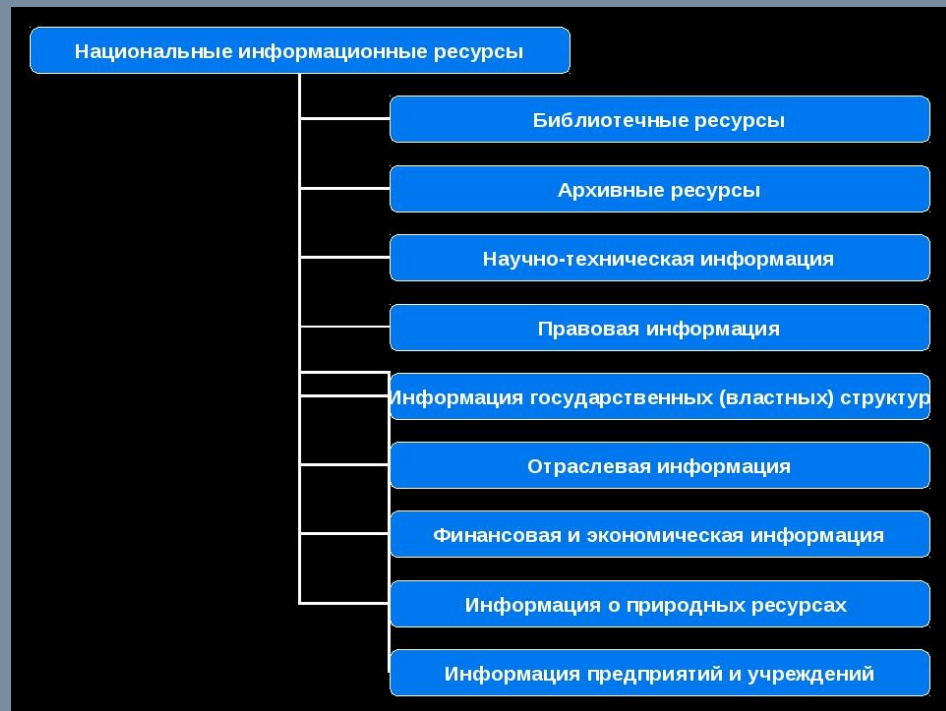 Национальные информационные ресурсы
Библиотечные ресурсы
Архивные ресурсы
Научно-техническая информация
Правовая информация
Информация государственных (властных) структур
Отраслевая информация
Финансовая и экономическая информация
Информация о природных ресурсах
Информация предприятий и учреждений